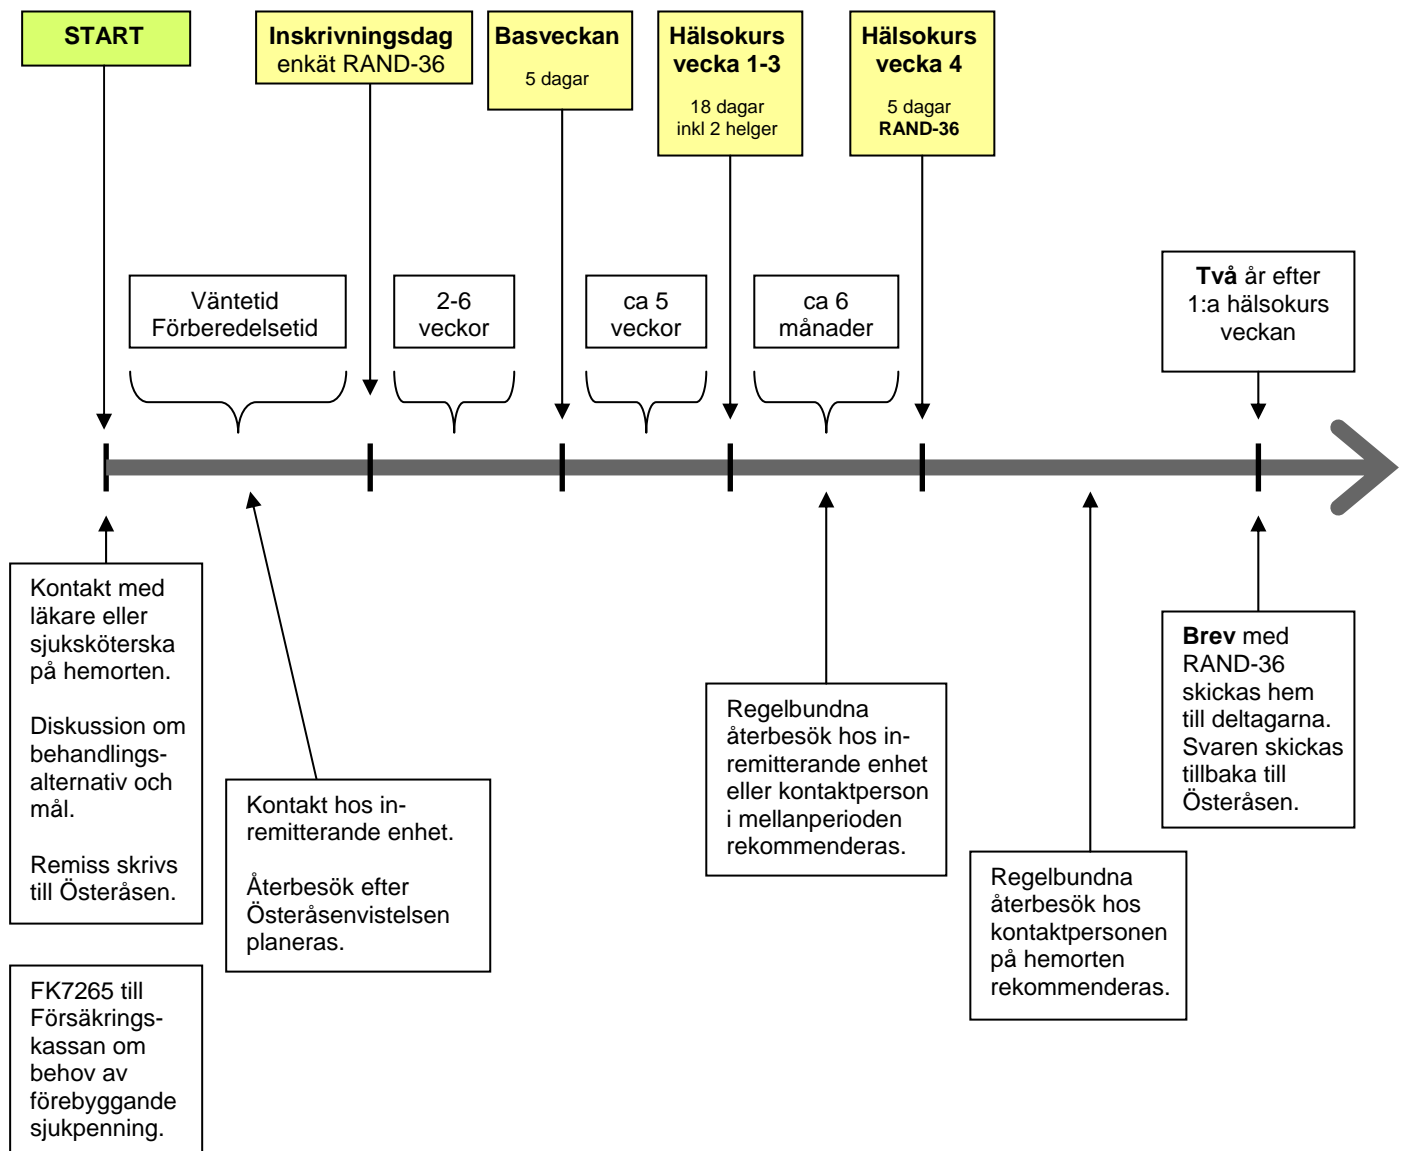 START
Inskrivningsdag
enkät RAND-36
Basveckan
5 dagar
Hälsokurs
vecka 1-3
18 dagar
inkl 2 helger
Hälsokurs
vecka 4
5 dagar
RAND-36
Väntetid
Förberedelsetid
2-6
veckor
ca 5
veckor
ca 6
månader
Två år efter
1:a hälsokurs
veckan
Kontakt med
läkare eller
sjuksköterska
på hemorten.
Diskussion om
behandlings-
alternativ och
mål.
Remiss skrivs
till Österåsen.
FK7265 till
Försäkrings-
kassan om
behov av
förebyggande
sjukpenning.
Kontakt hos in-
remitterande enhet.
Återbesök efter
Österåsenvistelsen
planeras.
Regelbundna
återbesök hos in-
remitterande enhet
eller kontaktperson
i mellanperioden
rekommenderas.
Regelbundna
återbesök hos
kontaktpersonen
på hemorten
rekommenderas.
Brev med
RAND-36
skickas hem
till deltagarna.
Svaren skickas
tillbaka till
Österåsen.